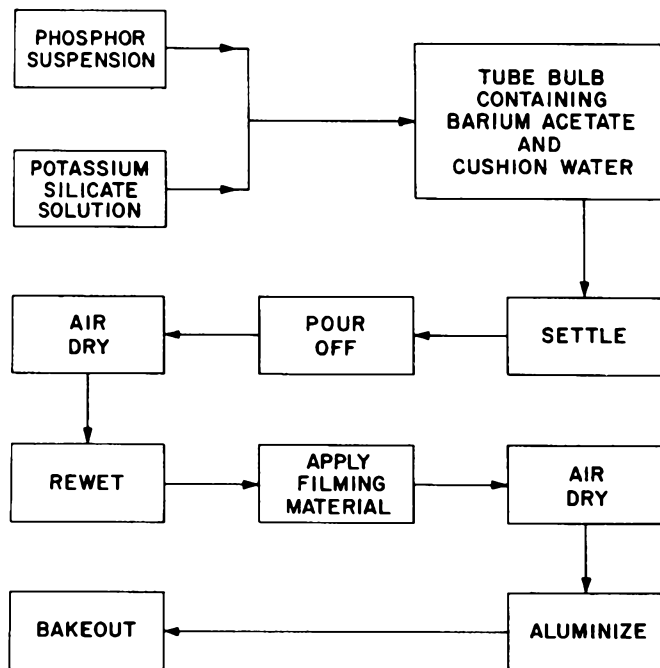 PHOSPHOR
SUSPENSION
POTASSIUM
SILICATE
SOLUTION
TUBE BULB
CONTAINING
BARIUM ACETATE
AND
CUSHION WATER
SETTLE
POUR
OFF
AIR
DRY
REWET
APPLY
FILMING
MATERIAL
AIR
DRY
ALUMINIZE
BAKEOUT